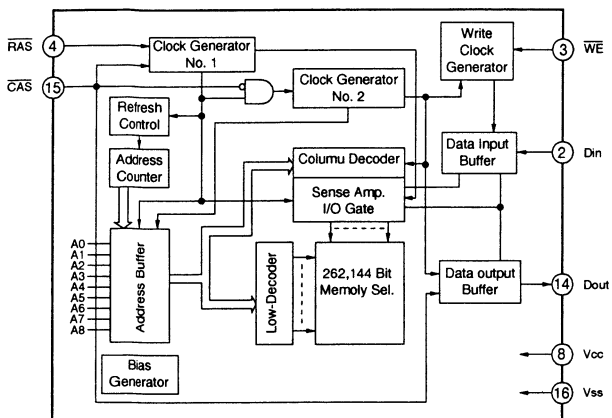 RAS
4
Clock Generator
No. 1
Write
Clock
Generator
3
WE
CAS
15
Clock Generator
No. 2
Refresh
Control
Address
Counter
Data Input
Buffer
2
Din
Columu Decoder
Sense Amp.
I/O Gate
A0
A1
A2
A3
A4
A5
A6
A7
A8
Address Buffer
Low-Decoder
262,144 Bit
Memoly Sel.
Data output
Buffer
14
Dout
Bias
Generator
8
Vcc
16
Vss